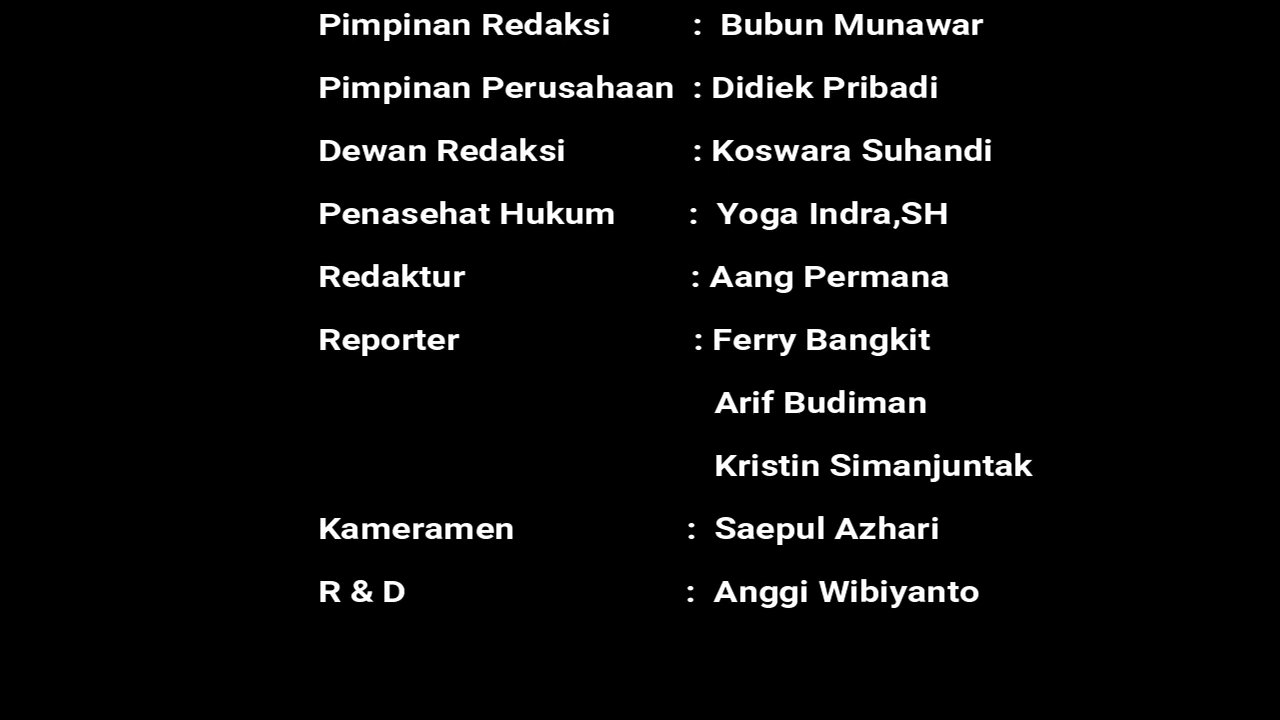 Pimpinan Redaksi : Bubun Munawar
Pimpinan Perusahaan : Didiek Pribadi
Dewan Redaksi : Koswara Suhandi
Penasehat Hukum : Yoga Indra,SH
Redaktur : Aang Permana
Reporter : Ferry Bangkit
Arif Budiman
Kristin Simanjuntak
Kameramen : Saepul Azhari
R & D : Anggi Wibiyanto